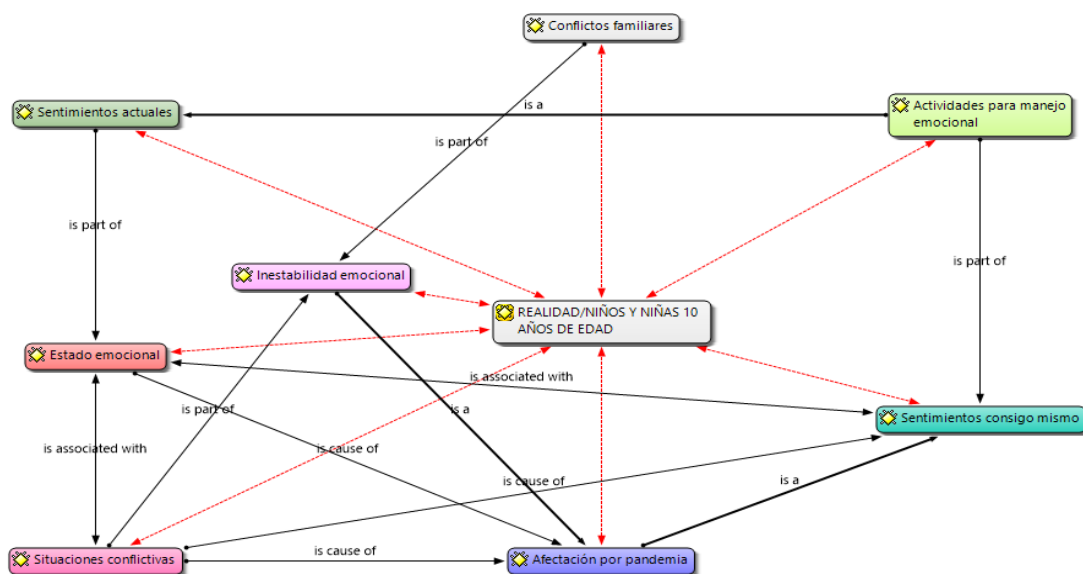 Conflictos familiares
Sentimientos actuales
is a
Actividades para manejo
emocional
is part of
is part of
is part of
Inestabilidad emocional
REALIDAD/NIÑOS Y NIÑAS 10
AÑOS DE EDAD
Estado emocional
is associated with
is part of
is a
Sentimientos consigo mismo
is associated with
is cause of
is cause of
is a
Situaciones conflictivas
is cause of
Afectación por pandemia